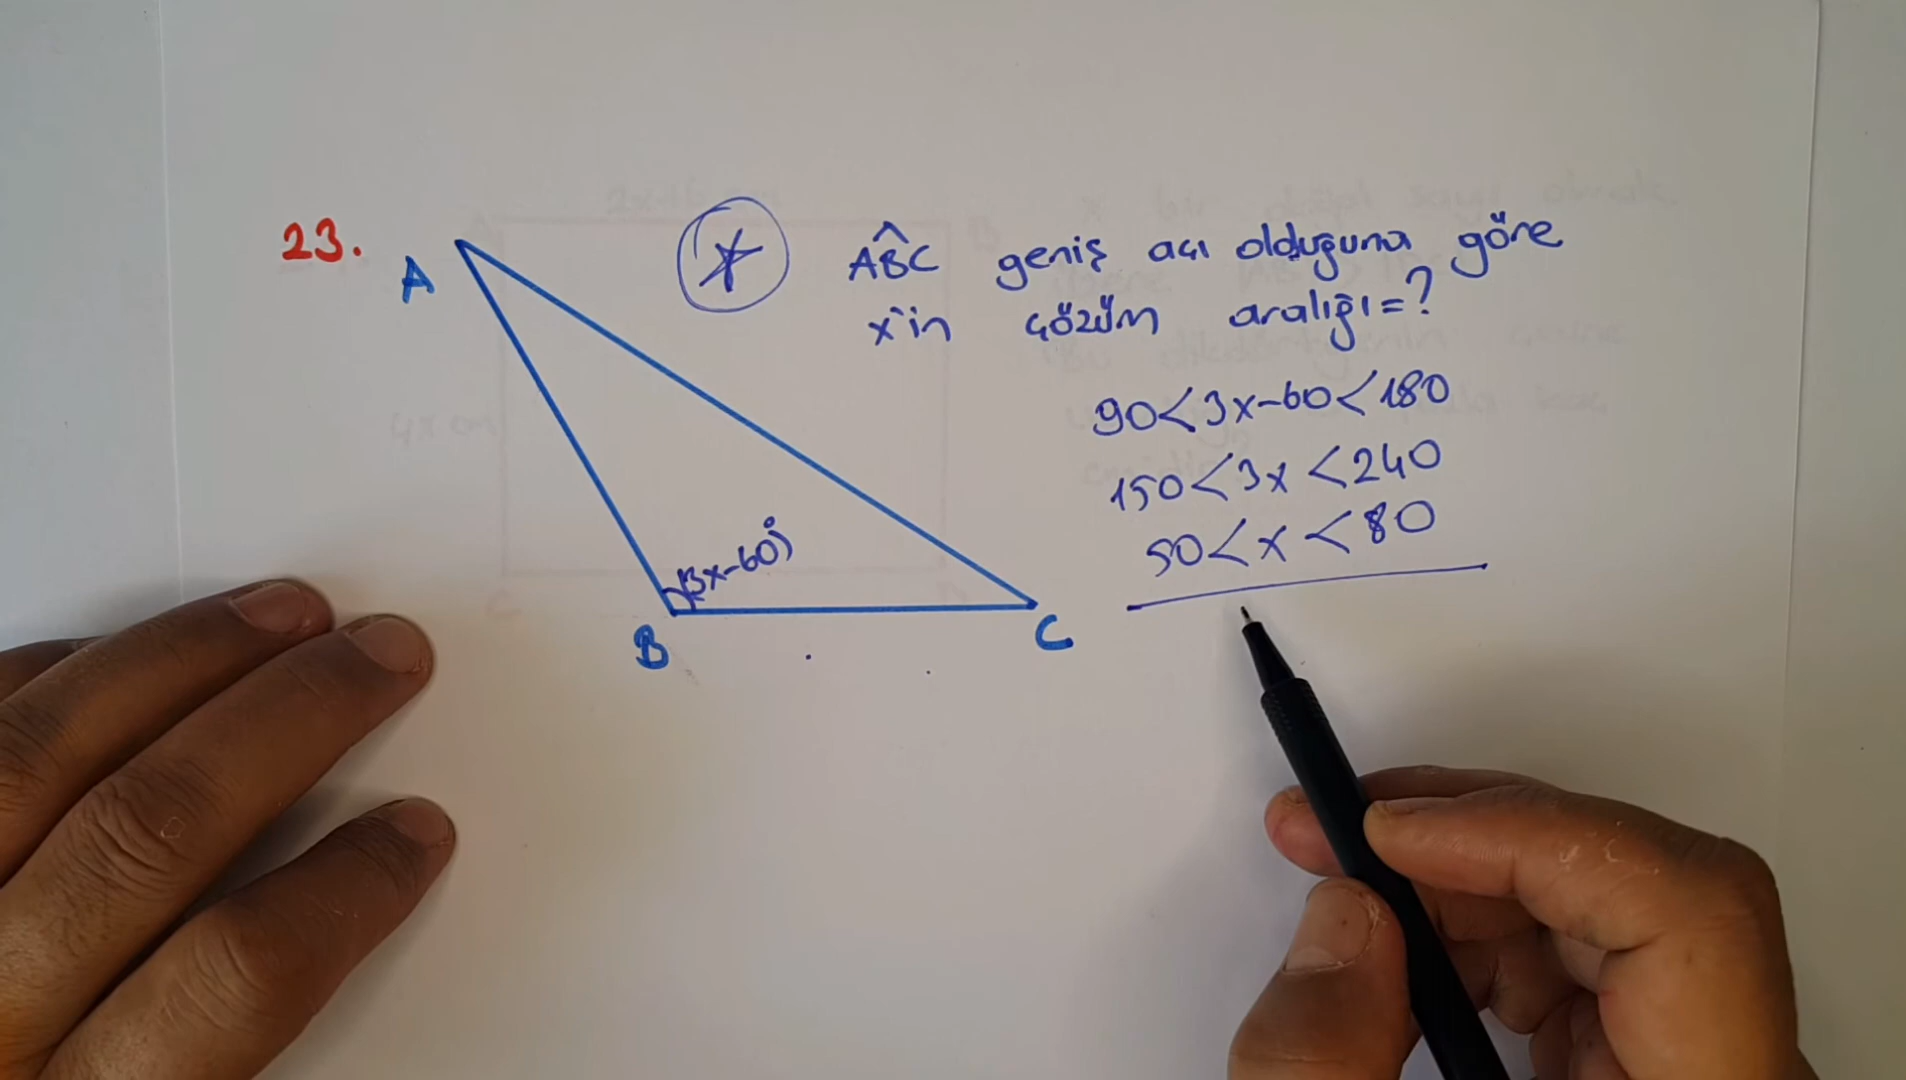 23.
A
ABC geniş açı olduğuna göre
x'in çözüm aralığı=?
90<3x-60<180
150<3x<240
50<x<80
(3x-60)°
B
C